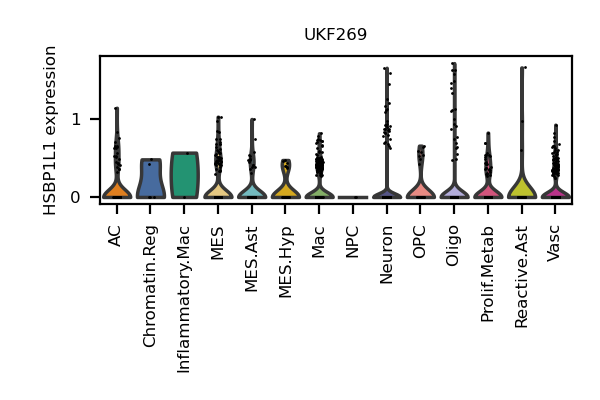 UKF269
HSBP1L1 expression
1
0
AC
Chromatin.Reg
Inflammatory.Mac
MES
MES.Ast
MES.Hyp
Mac
NPC
Neuron
OPC
Oligo
Prolif.Metab
Reactive.Ast
Vasc